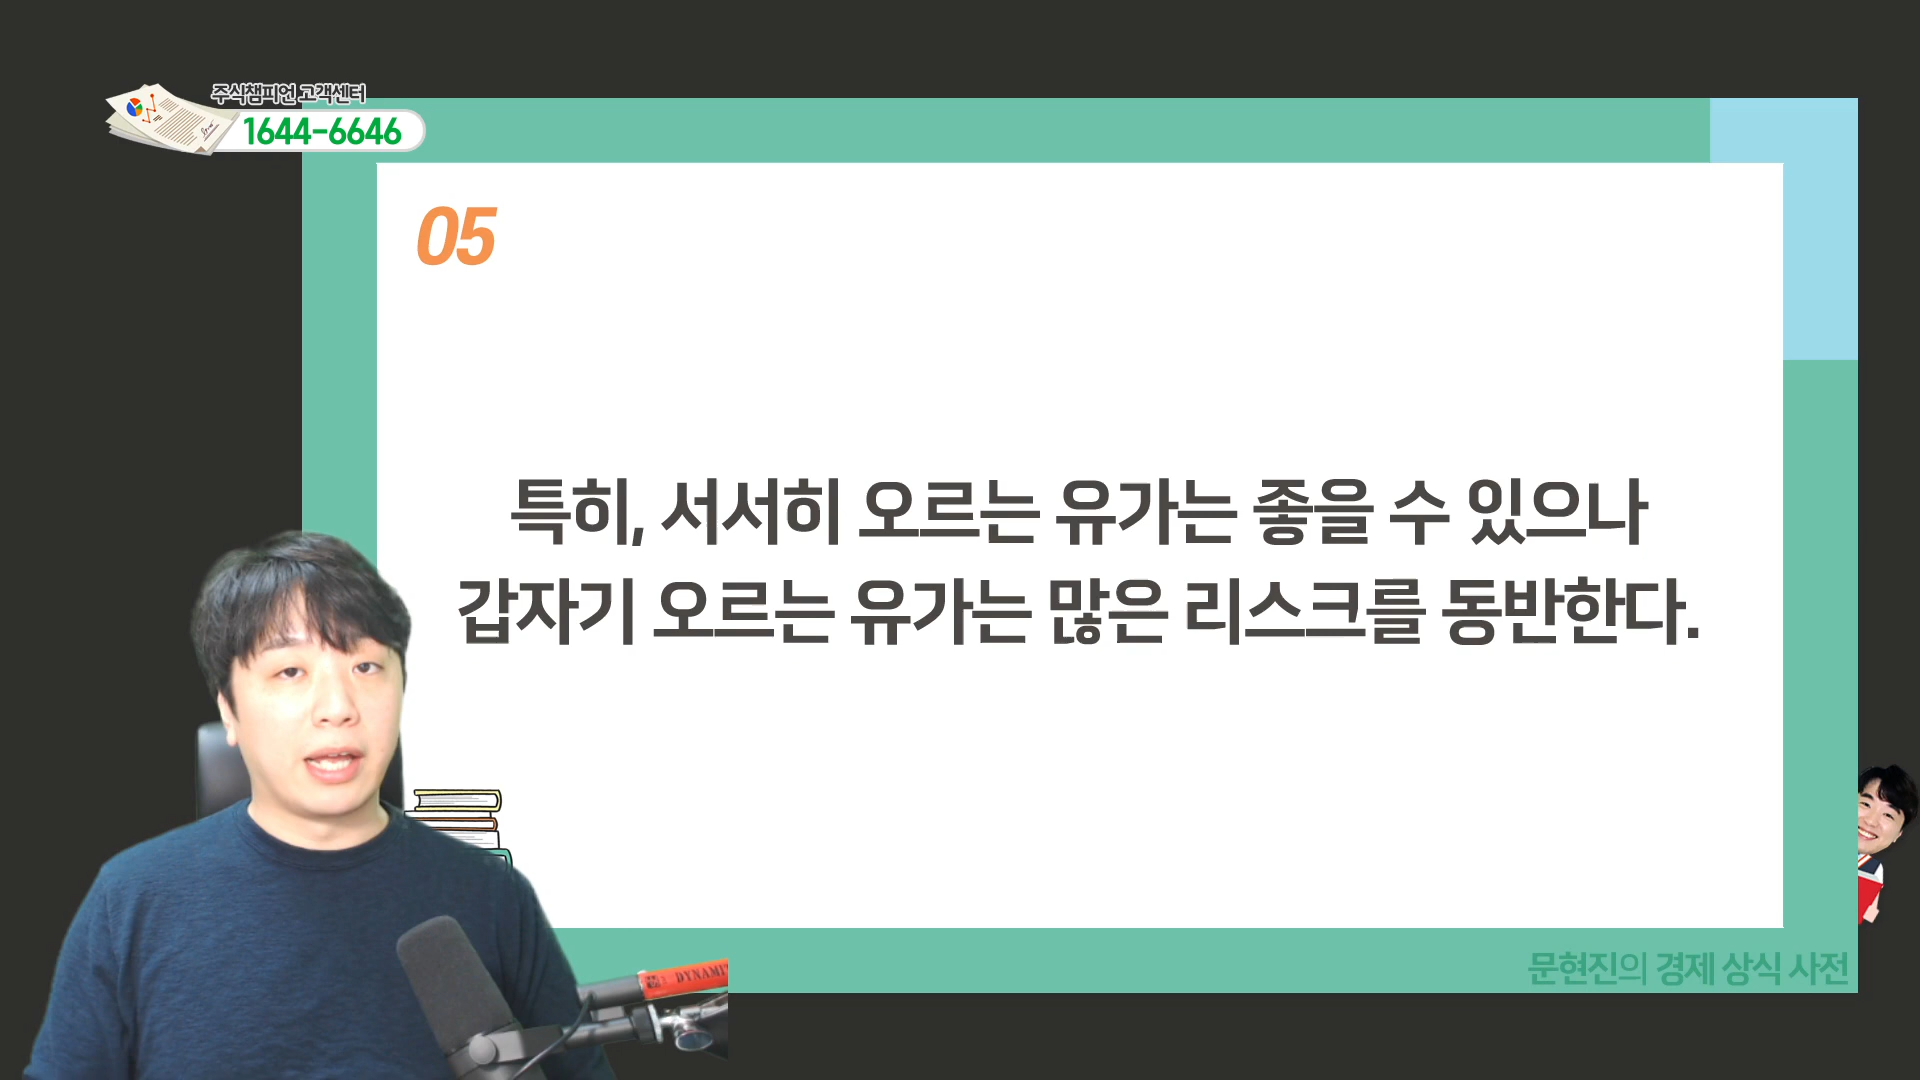 주식챔피언 고객센터
1644-6646
05
특히, 서서히 오르는 유가는 좋을 수 있으나
갑자기 오르는 유가는 많은 리스크를 동반한다.
DYNAMI
문현진의 경제 상식 사전